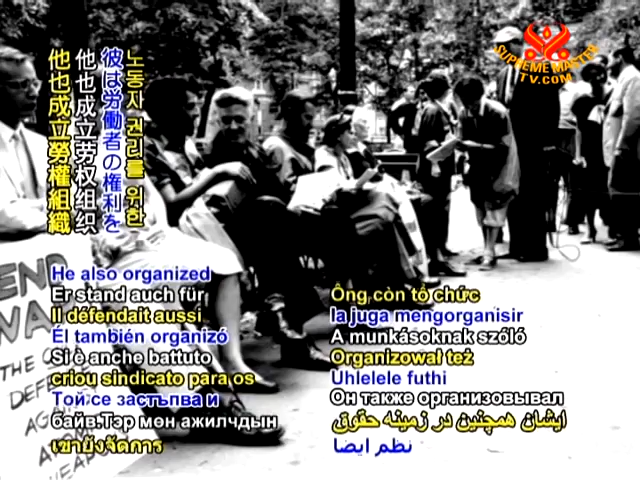 SUPREME MASTER
TV.COM
노동자 권리를 위한
彼は労働者の権利を
他也成立劳权组织
他也成立勞權組織
He also organized
Er stand auch für
Il défendait aussi
Él también organizó
Si è anche battuto
criou sindicato para os
Той се застъпва и
байв.Тэр мөн ажилчдын
เขายังจัดการ
Ông còn tổ chức
Ia juga mengorganisir
A munkásoknak szóló
Organizował też
Uhlelele futhi
Он также организовывал
ایشان همچنین در زمینه حقوق
نظم ايضا
END
WA
THE